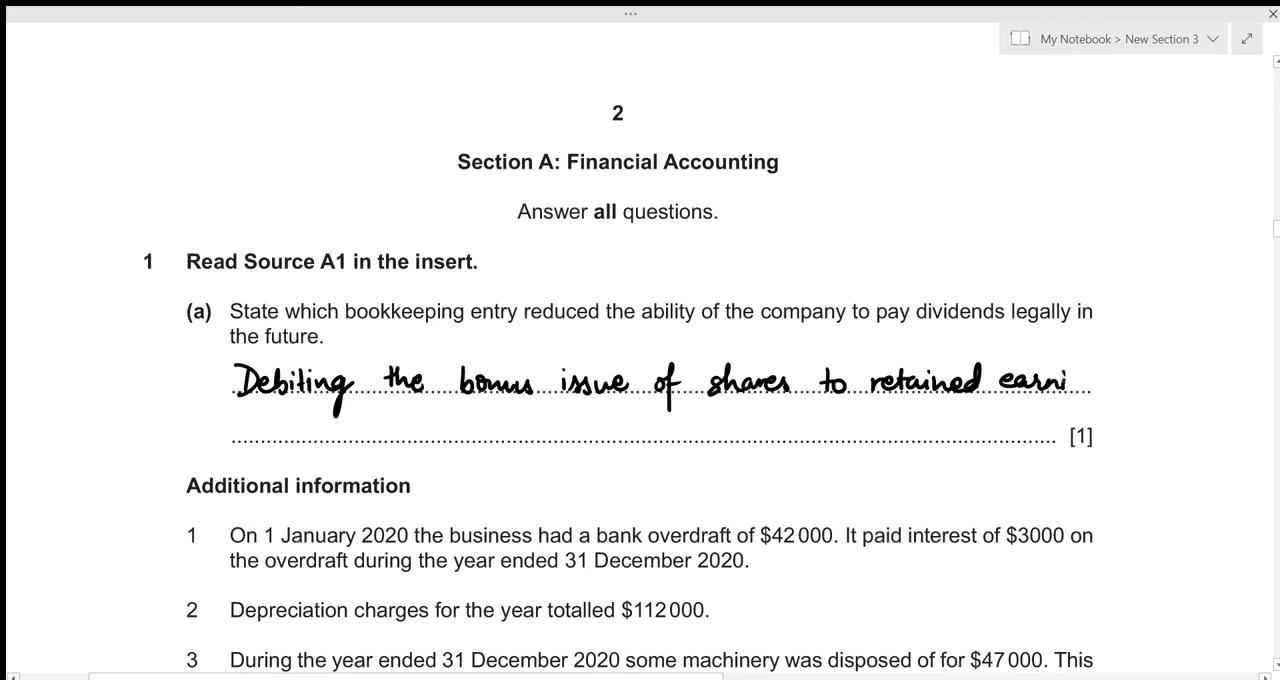 My Notebook > New Section 3
2
Section A: Financial Accounting
Answer all questions.
1 Read Source A1 in the insert.
(a) State which bookkeeping entry reduced the ability of the company to pay dividends legally in
the future.
Debiting the bonus issue of shares to retained earni
[1]
Additional information
1 On 1 January 2020 the business had a bank overdraft of $42 000. It paid interest of $3000 on
the overdraft during the year ended 31 December 2020.
2 Depreciation charges for the year totalled $112 000.
3 During the year ended 31 December 2020 some machinery was disposed of for $47 000. This